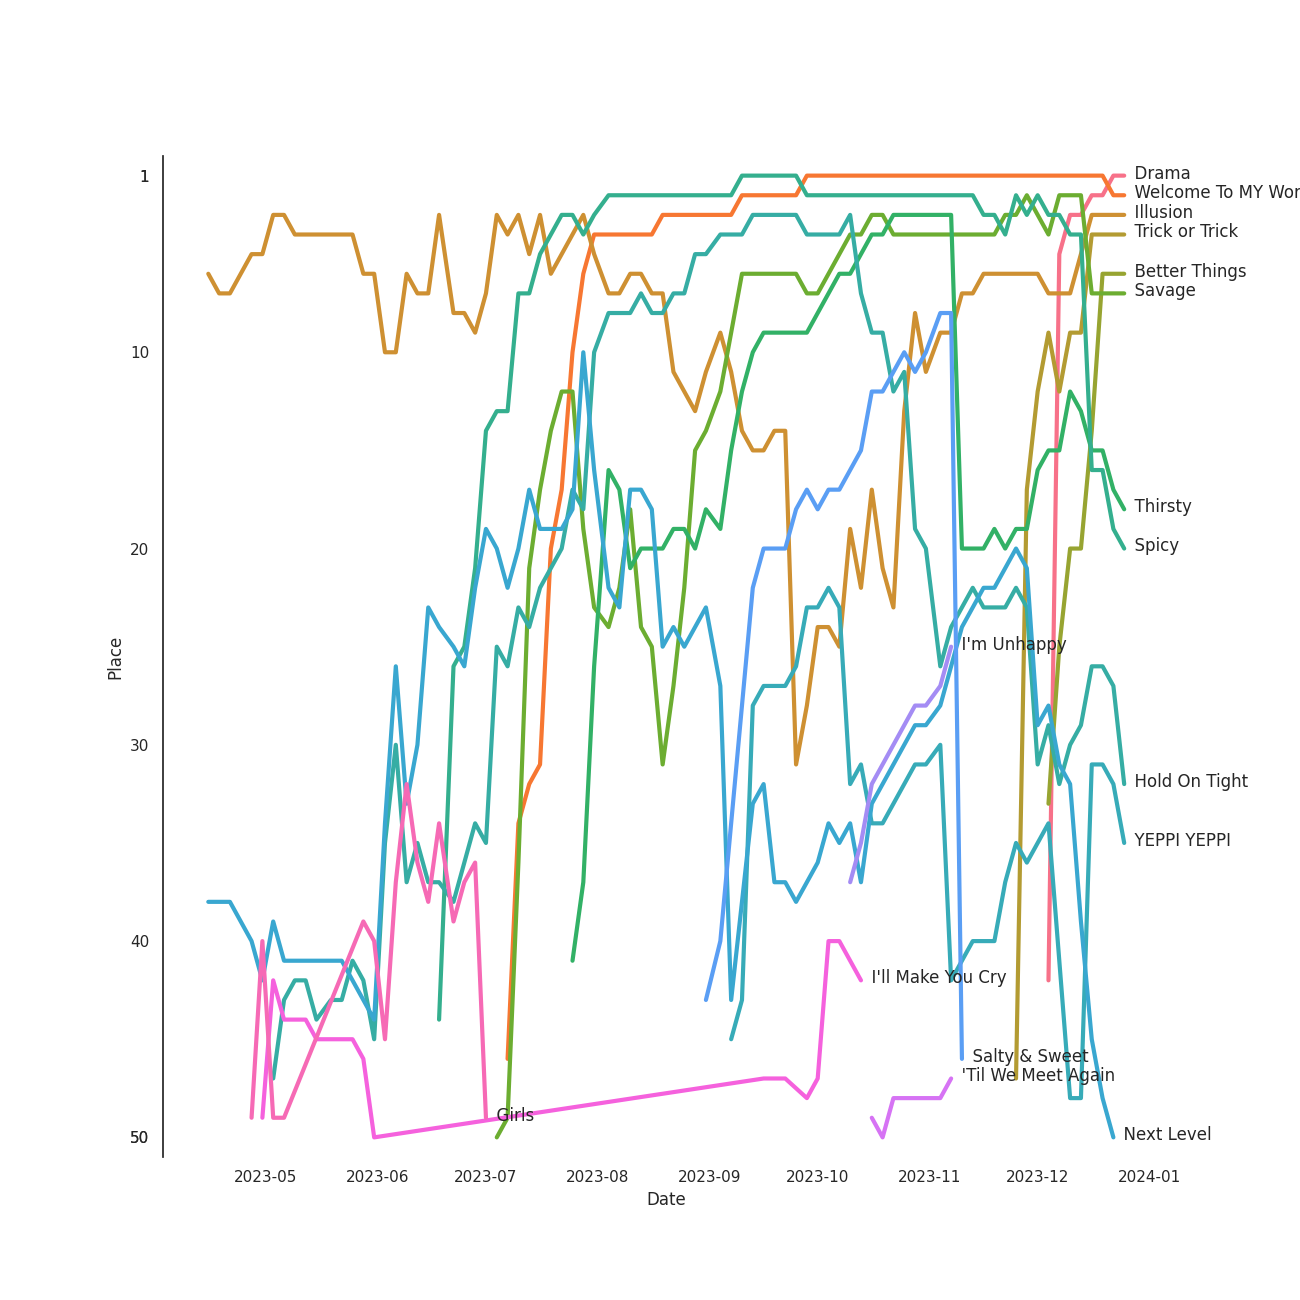 1
Drama
Welcome To MY Wor
Illusion
Trick or Trick
Better Things
Savage
10
Thirsty
20
Spicy
Place
I'm Unhappy
30
Hold On Tight
YEPPI YEPPI
40
I'll Make You Cry
Salty & Sweet
'Til We Meet Again
Girls
50
Next Level
2023-05
2023-06
2023-07
2023-08
2023-09
2023-10
2023-11
2023-12
2024-01
Date